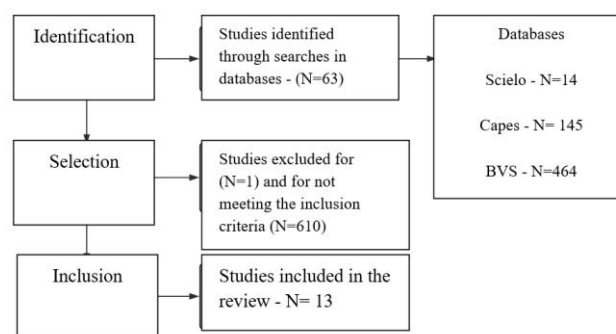 Identification
Studies identified
through searches in
databases - (N=63)
Databases
Scielo - N=14
Capes - N= 145
BVS - N=464
Selection
Studies excluded for
(N=1) and for not
meeting the inclusion
criteria (N=610)
Inclusion
Studies included in the
review - N= 13